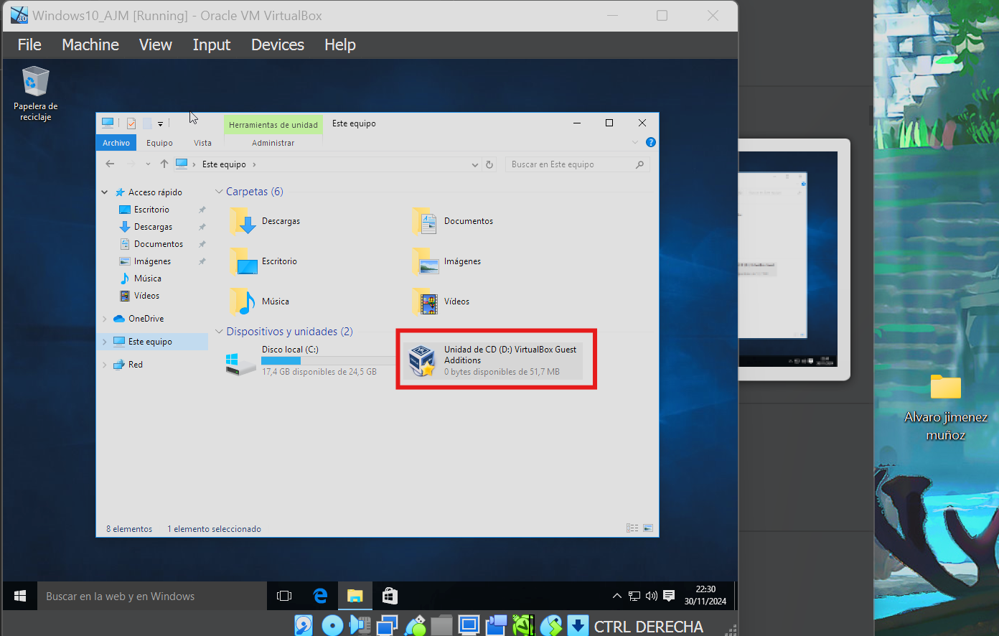 Windows10_AJM [Running] - Oracle VM VirtualBox
File Machine View Input Devices Help
Papelera de
reciclaje
Herramientas de unidad Este equipo
Archivo Equipo Vista Administrar
Este equipo
Buscar en Este equipo
Acceso rápido
Escritorio
Descargas
Documentos
Imágenes
Música
Vídeos
OneDrive
Este equipo
Red
Carpetas (6)
Descargas
Documentos
Escritorio
Imágenes
Música
Vídeos
Dispositivos y unidades (2)
Disco local (C:)
17,4 GB disponibles de 24,5 GB
Unidad de CD (D:) VirtualBox Guest
Additions
0 bytes disponibles de 51,7 MB
8 elementos 1 elemento seleccionado
Buscar en la web y en Windows
22:30
30/11/2024
CTRL DERECHA
Alvaro jimenez
muñoz